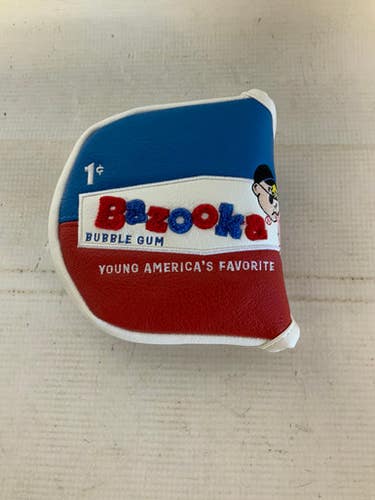 1¢
Bazooka
BUBBLE GUM
YOUNG AMERICA'S FAVORITE